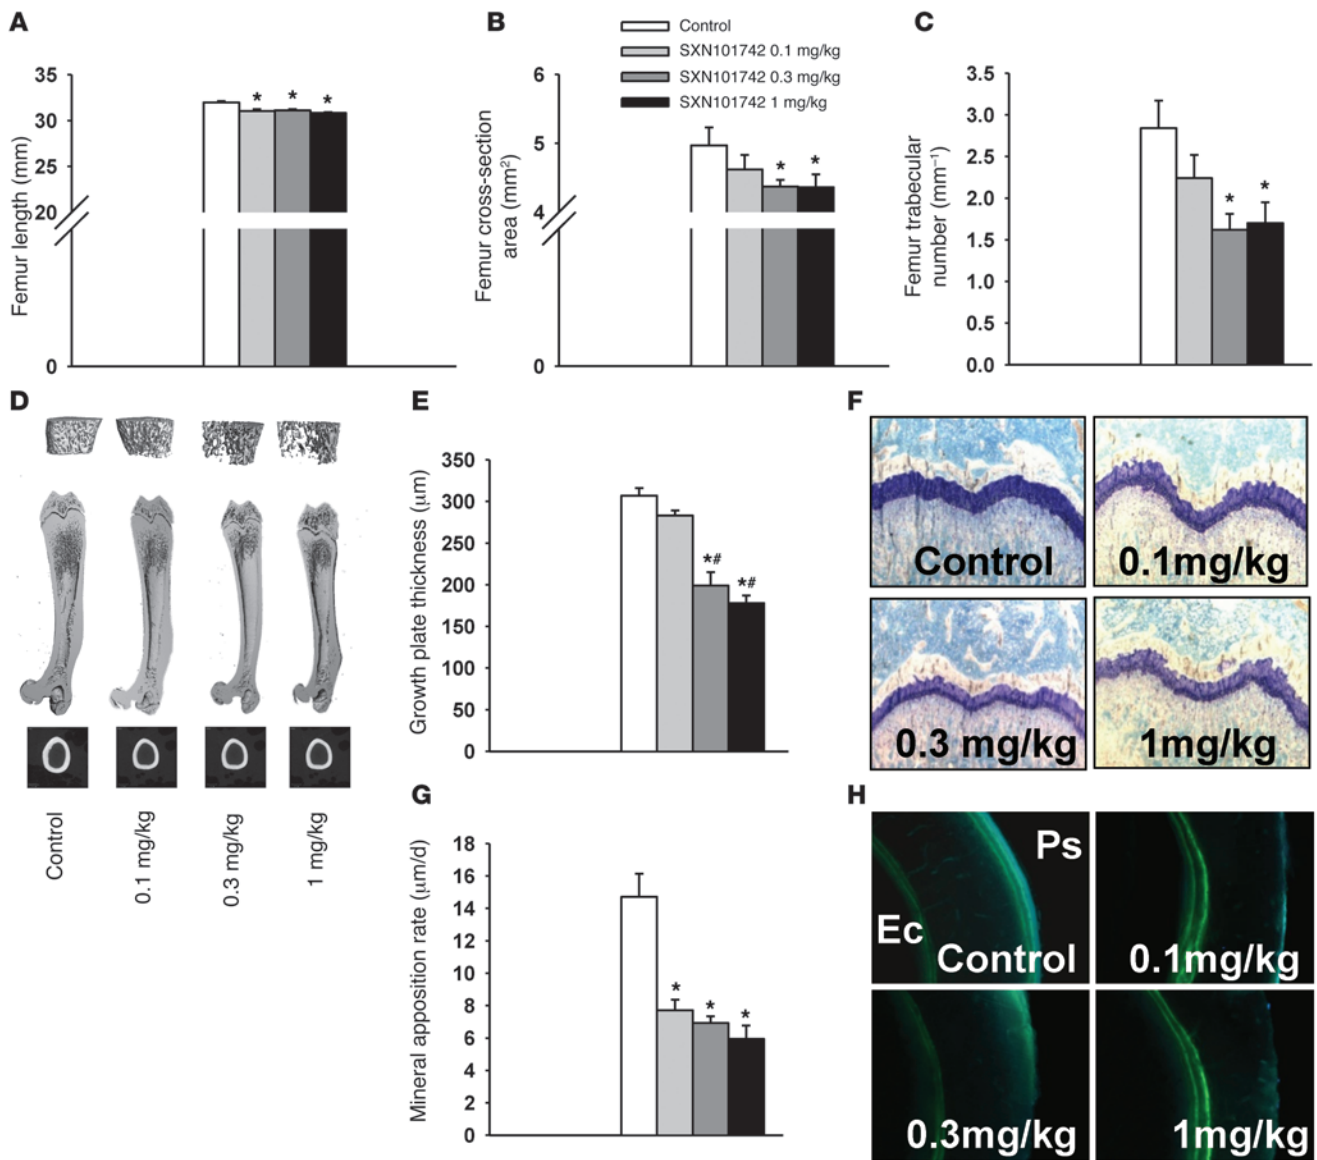 A
Femur length (mm)
35
30
25
20
0
*
*
*
B
Control
SXN101742 0.1 mg/kg
SXN101742 0.3 mg/kg
SXN101742 1 mg/kg
Femur cross-section
area (mm²)
6
5
4
0
*
*
C
Femur trabecular
number (mm⁻¹)
3.5
3.0
2.5
2.0
1.5
1.0
0.5
0.0
*
*
D
Control
0.1 mg/kg
0.3 mg/kg
1 mg/kg
E
Growth plate thickness (μm)
350
300
250
200
150
100
50
0
*#
*#
F
Control
0.1mg/kg
0.3 mg/kg
1mg/kg
G
Mineral apposition rate (μm/d)
18
16
14
12
10
8
6
4
2
0
*
*
*
H
Ps
Ec
Control
0.1mg/kg
0.3mg/kg
1mg/kg